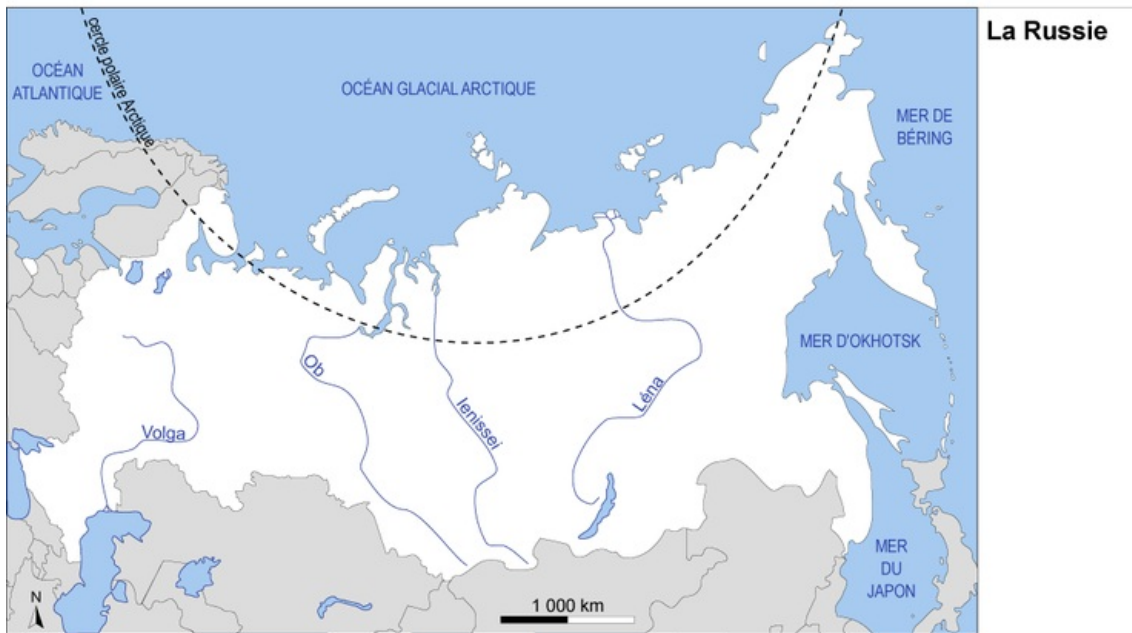 La Russie
cercle polaire Arctique
OCÉAN
ATLANTIQUE
OCÉAN GLACIAL ARCTIQUE
MER DE
BÉRING
MER D'OKHOTSK
Ob
Ienisseï
Léna
Volga
MER
DU
JAPON
N
1 000 km